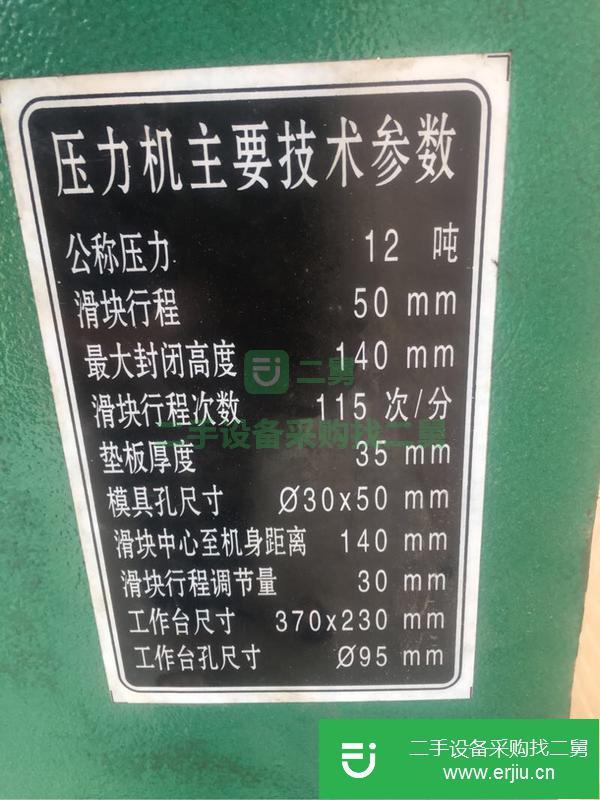 压力机主要技术参数
公称压力 12 吨
滑块行程 50 mm
最大封闭高度 140 mm
滑块行程次数 115 次/分
垫板厚度 35 mm
模具孔尺寸 Ø30x50 mm
滑块中心至机身距离 140 mm
滑块行程调节量 30 mm
工作台尺寸 370x230 mm
工作台孔尺寸 Ø95 mm
二舅
二手设备采购找二舅
二手设备采购找二舅
www.erjiu.cn